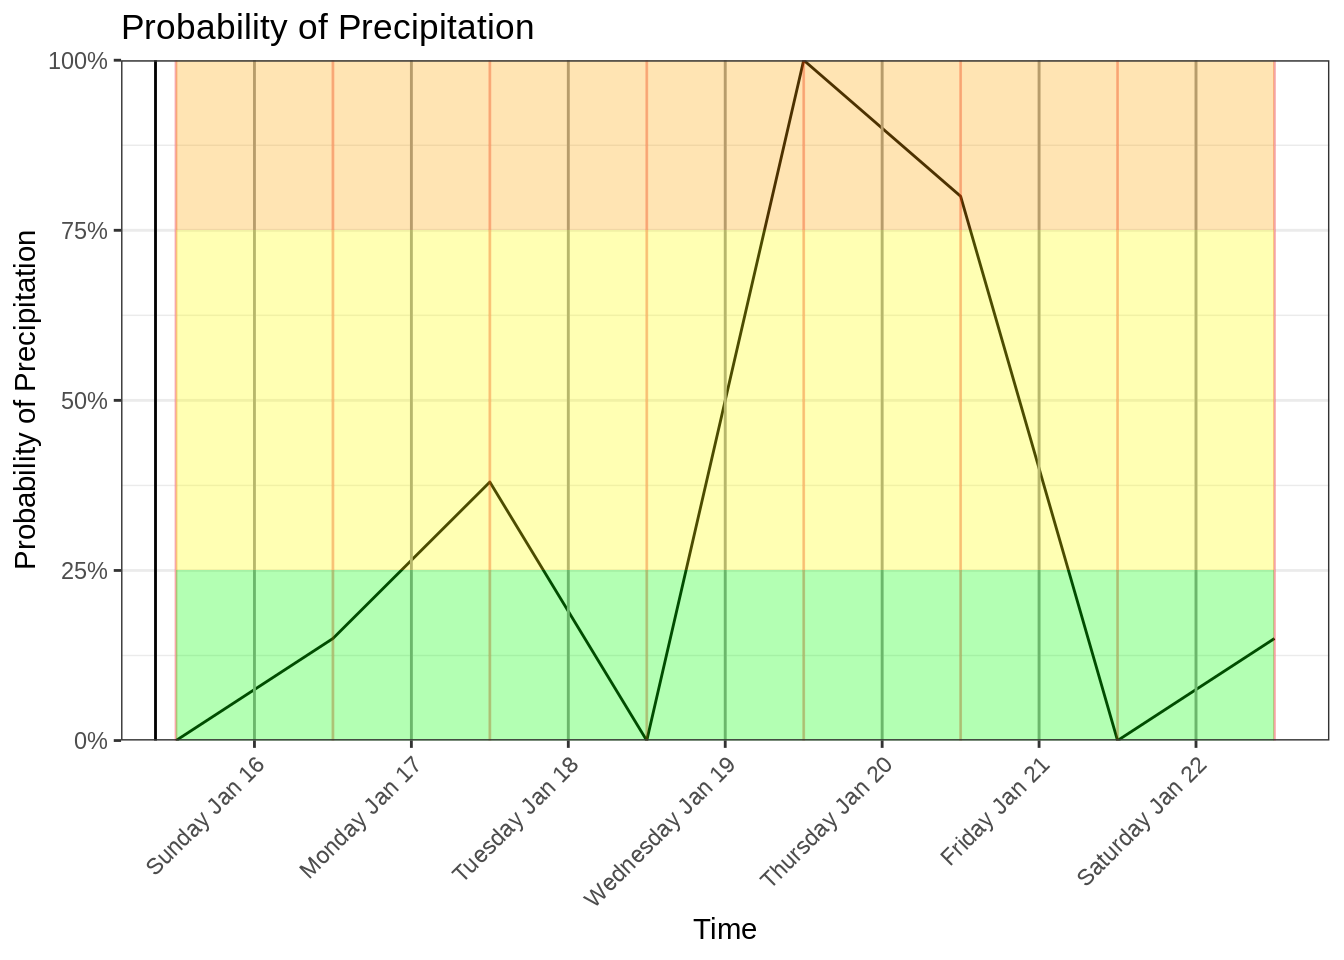 Probability of Precipitation
Probability of Precipitation
100%
75%
50%
25%
0%
Sunday Jan 16
Monday Jan 17
Tuesday Jan 18
Wednesday Jan 19
Thursday Jan 20
Friday Jan 21
Saturday Jan 22
Time